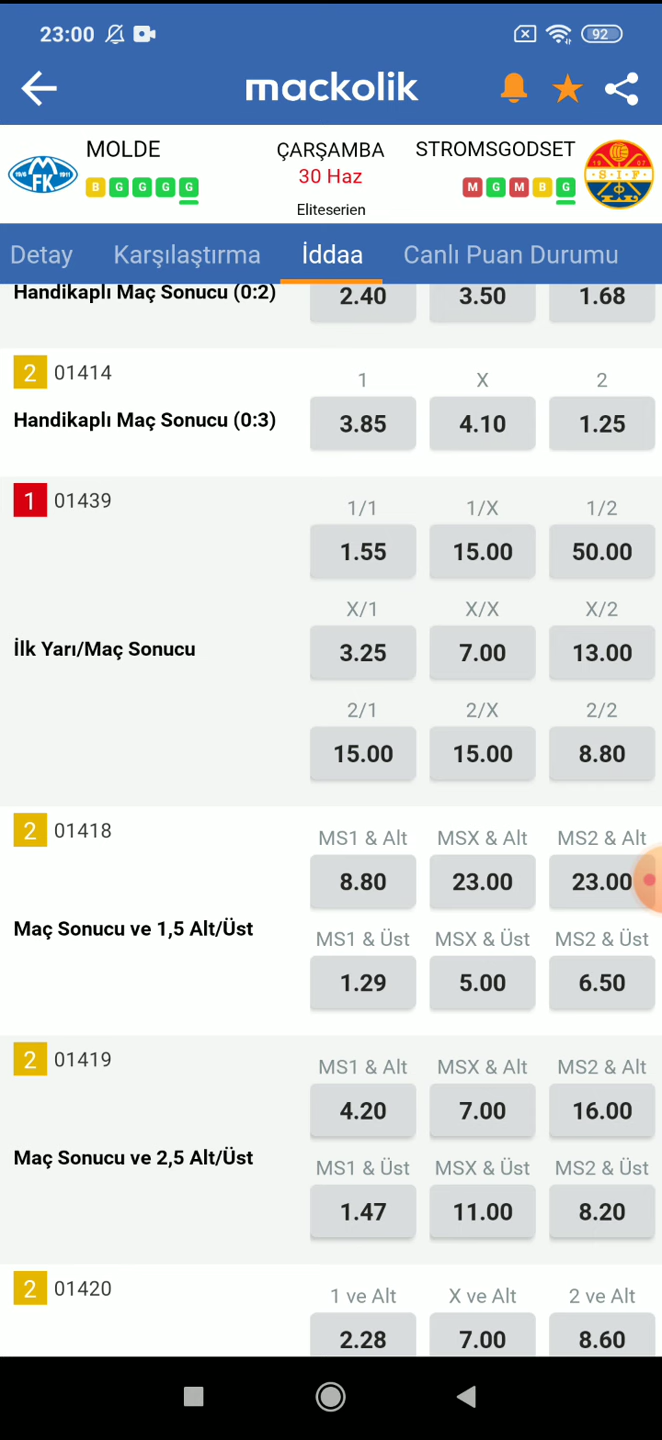 23:00 92
mackolik
MOLDE ÇARŞAMBA STROMSGODSET
B G G G G 30 Haz M G M B G
Eliteserien
Detay Karşılaştırma İddaa Canlı Puan Durumu
Handikaplı Maç Sonucu (0:2) 2.40 3.50 1.68
2 01414 1 X 2
Handikaplı Maç Sonucu (0:3) 3.85 4.10 1.25
1 01439 1/1 1/X 1/2
1.55 15.00 50.00
X/1 X/X X/2
İlk Yarı/Maç Sonucu 3.25 7.00 13.00
2/1 2/X 2/2
15.00 15.00 8.80
2 01418 MS1 & Alt MSX & Alt MS2 & Alt
8.80 23.00 23.00
Maç Sonucu ve 1,5 Alt/Üst MS1 & Üst MSX & Üst MS2 & Üst
1.29 5.00 6.50
2 01419 MS1 & Alt MSX & Alt MS2 & Alt
4.20 7.00 16.00
Maç Sonucu ve 2,5 Alt/Üst MS1 & Üst MSX & Üst MS2 & Üst
1.47 11.00 8.20
2 01420 1 ve Alt X ve Alt 2 ve Alt
2.28 7.00 8.60